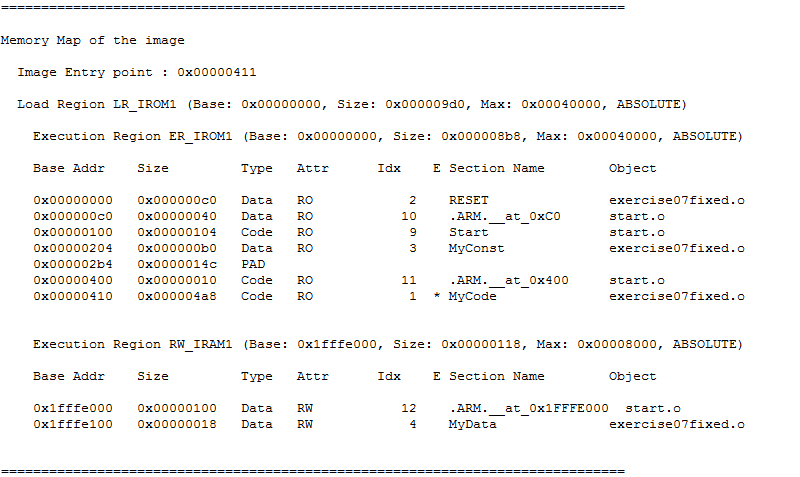 ==============================================================================
Memory Map of the image
  Image Entry point : 0x00000411
  Load Region LR_IROM1 (Base: 0x00000000, Size: 0x000009d0, Max: 0x00040000, ABSOLUTE)
    Execution Region ER_IROM1 (Base: 0x00000000, Size: 0x000008b8, Max: 0x00040000, ABSOLUTE)
    Base Addr    Size         Type   Attr      Idx    E Section Name        Object
    0x00000000   0x000000c0   Data   RO            2    RESET               exercise07fixed.o
    0x000000c0   0x00000040   Data   RO           10    .ARM.__at_0xC0      start.o
    0x00000100   0x00000104   Code   RO            9    Start               start.o
    0x00000204   0x000000b0   Data   RO            3    MyConst             exercise07fixed.o
    0x000002b4   0x0000014c   PAD
    0x00000400   0x00000010   Code   RO           11    .ARM.__at_0x400     start.o
    0x00000410   0x000004a8   Code   RO            1  * MyCode              exercise07fixed.o
    Execution Region RW_IRAM1 (Base: 0x1fffe000, Size: 0x00000118, Max: 0x00008000, ABSOLUTE)
    Base Addr    Size         Type   Attr      Idx    E Section Name        Object
    0x1fffe000   0x00000100   Data   RW           12    .ARM.__at_0x1FFFE000  start.o
    0x1fffe100   0x00000018   Data   RW            4    MyData              exercise07fixed.o
==============================================================================